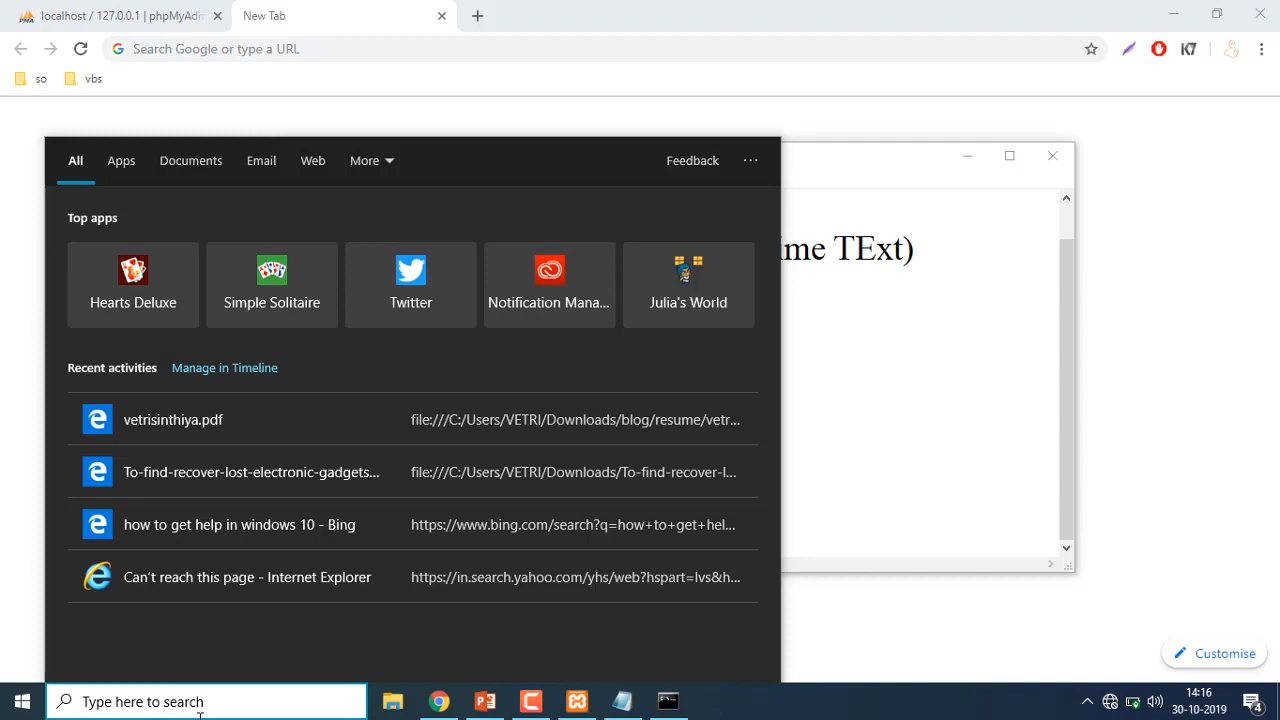 localhost / 127.0.0.1 | phpMyAdm
New Tab
Search Google or type a URL
so
vbs
All
Apps
Documents
Email
Web
More
Feedback
Top apps
ime TExt)
Hearts Deluxe
Simple Solitaire
Twitter
Notification Mana...
Julia's World
Recent activities
Manage in Timeline
vetrisinthiya.pdf
file:///C:/Users/VETRI/Downloads/blog/resume/vetr...
To-find-recover-lost-electronic-gadgets...
file:///C:/Users/VETRI/Downloads/To-find-recover-l...
how to get help in windows 10 - Bing
https://www.bing.com/search?q=how+to+get+hel...
Can't reach this page - Internet Explorer
https://in.search.yahoo.com/yhs/web?hspart=lvs&h...
Customise
Type here to search
14:16
30-10-2019
4